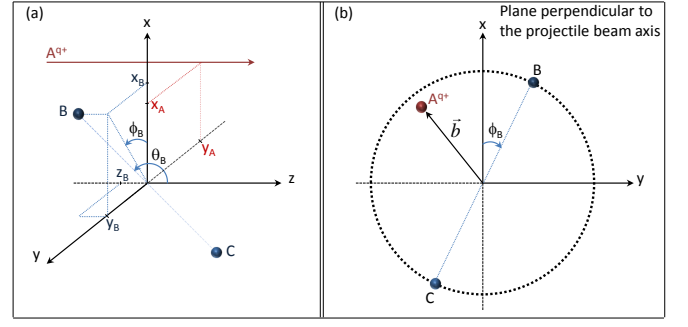 (a)
x
A^q+
x_B
B
x_A
ϕ_B
θ_B
y_A
z_B
z
y_B
y
C
(b)
Plane perpendicular to
the projectile beam axis
x
B
A^q+
b⃗
ϕ_B
y
C